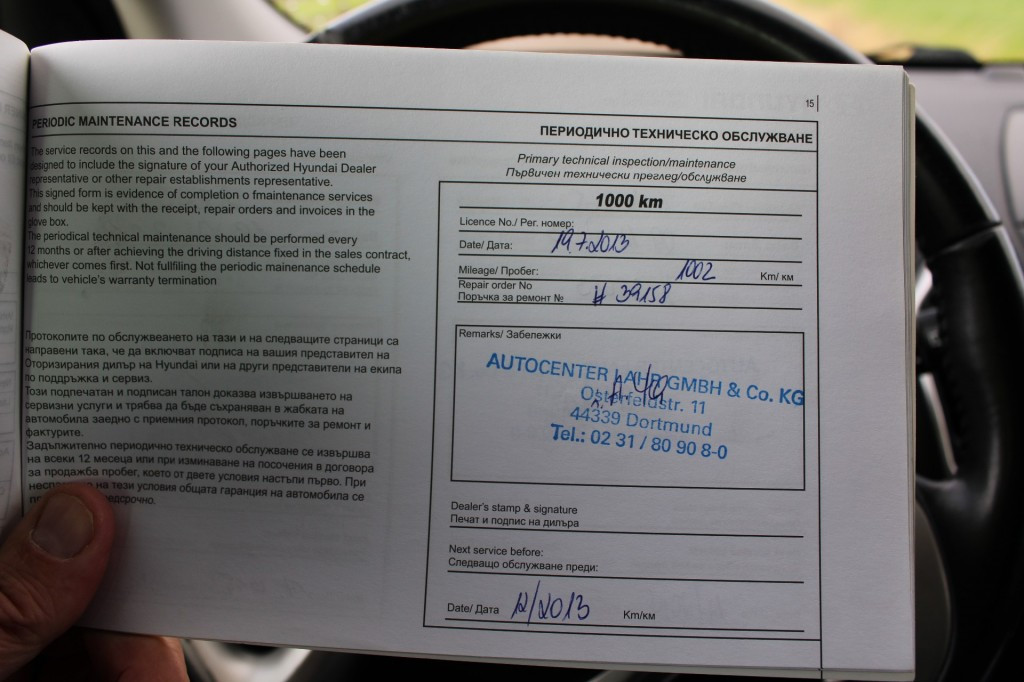 15
PERIODIC MAINTENANCE RECORDS
The service records on this and the following pages have been
designed to include the signature of your Authorized Hyundai Dealer
representative or other repair establishments representative.
This signed form is evidence of completion o fmaintenance services
and should be kept with the receipt, repair orders and invoices in the
glove box.
The periodical technical maintenance should be performed every
12 months or after achieving the driving distance fixed in the sales contract,
whichever comes first. Not fullfiling the periodic mainenance schedule
leads to vehicle's warranty termination
Протоколите по обслужвеането на тази и на следващите страници са
направени така, че да включват подписа на вашия представител на
Оторизирания дилър на Hyundai или на други представители на екипа
по поддръжка и сервиз.
Този подпечатан и подписан талон доказва извършването на
сервизни услуги и трябва да бъде съхраняван в жабката на
автомобила заедно с приемния протокол, поръчките за ремонт и
фактурите.
Задължително периодично техническо обслужване се извършва
на всеки 12 месеца или при изминаване на посочения в договора
за продажба пробег, което от двете условия настъпи първо. При
на тези условия общата гаранция на автомобила се
ПЕРИОДИЧНО ТЕХНИЧЕСКО ОБСЛУЖВАНЕ
Primary technical inspection/maintenance
Първичен технически преглед/обслужване
1000 km
Licence No./ Рег. номер:
Date/ Дата: 19.7.2013
Mileage/ Пробег: 1002 Km/ км
Repair order No
Поръчка за ремонт № # 39158
Remarks/ Забележки
AUTOCENTER GMBH & Co. KG
Osterfeldstr. 11
44339 Dortmund
Tel.: 02 31 / 80 90 8-0
Dealer's stamp & signature
Печат и подпис на дилъра
Next service before:
Следващо обслужване преди:
Date/ Дата 12/2013 Km/км